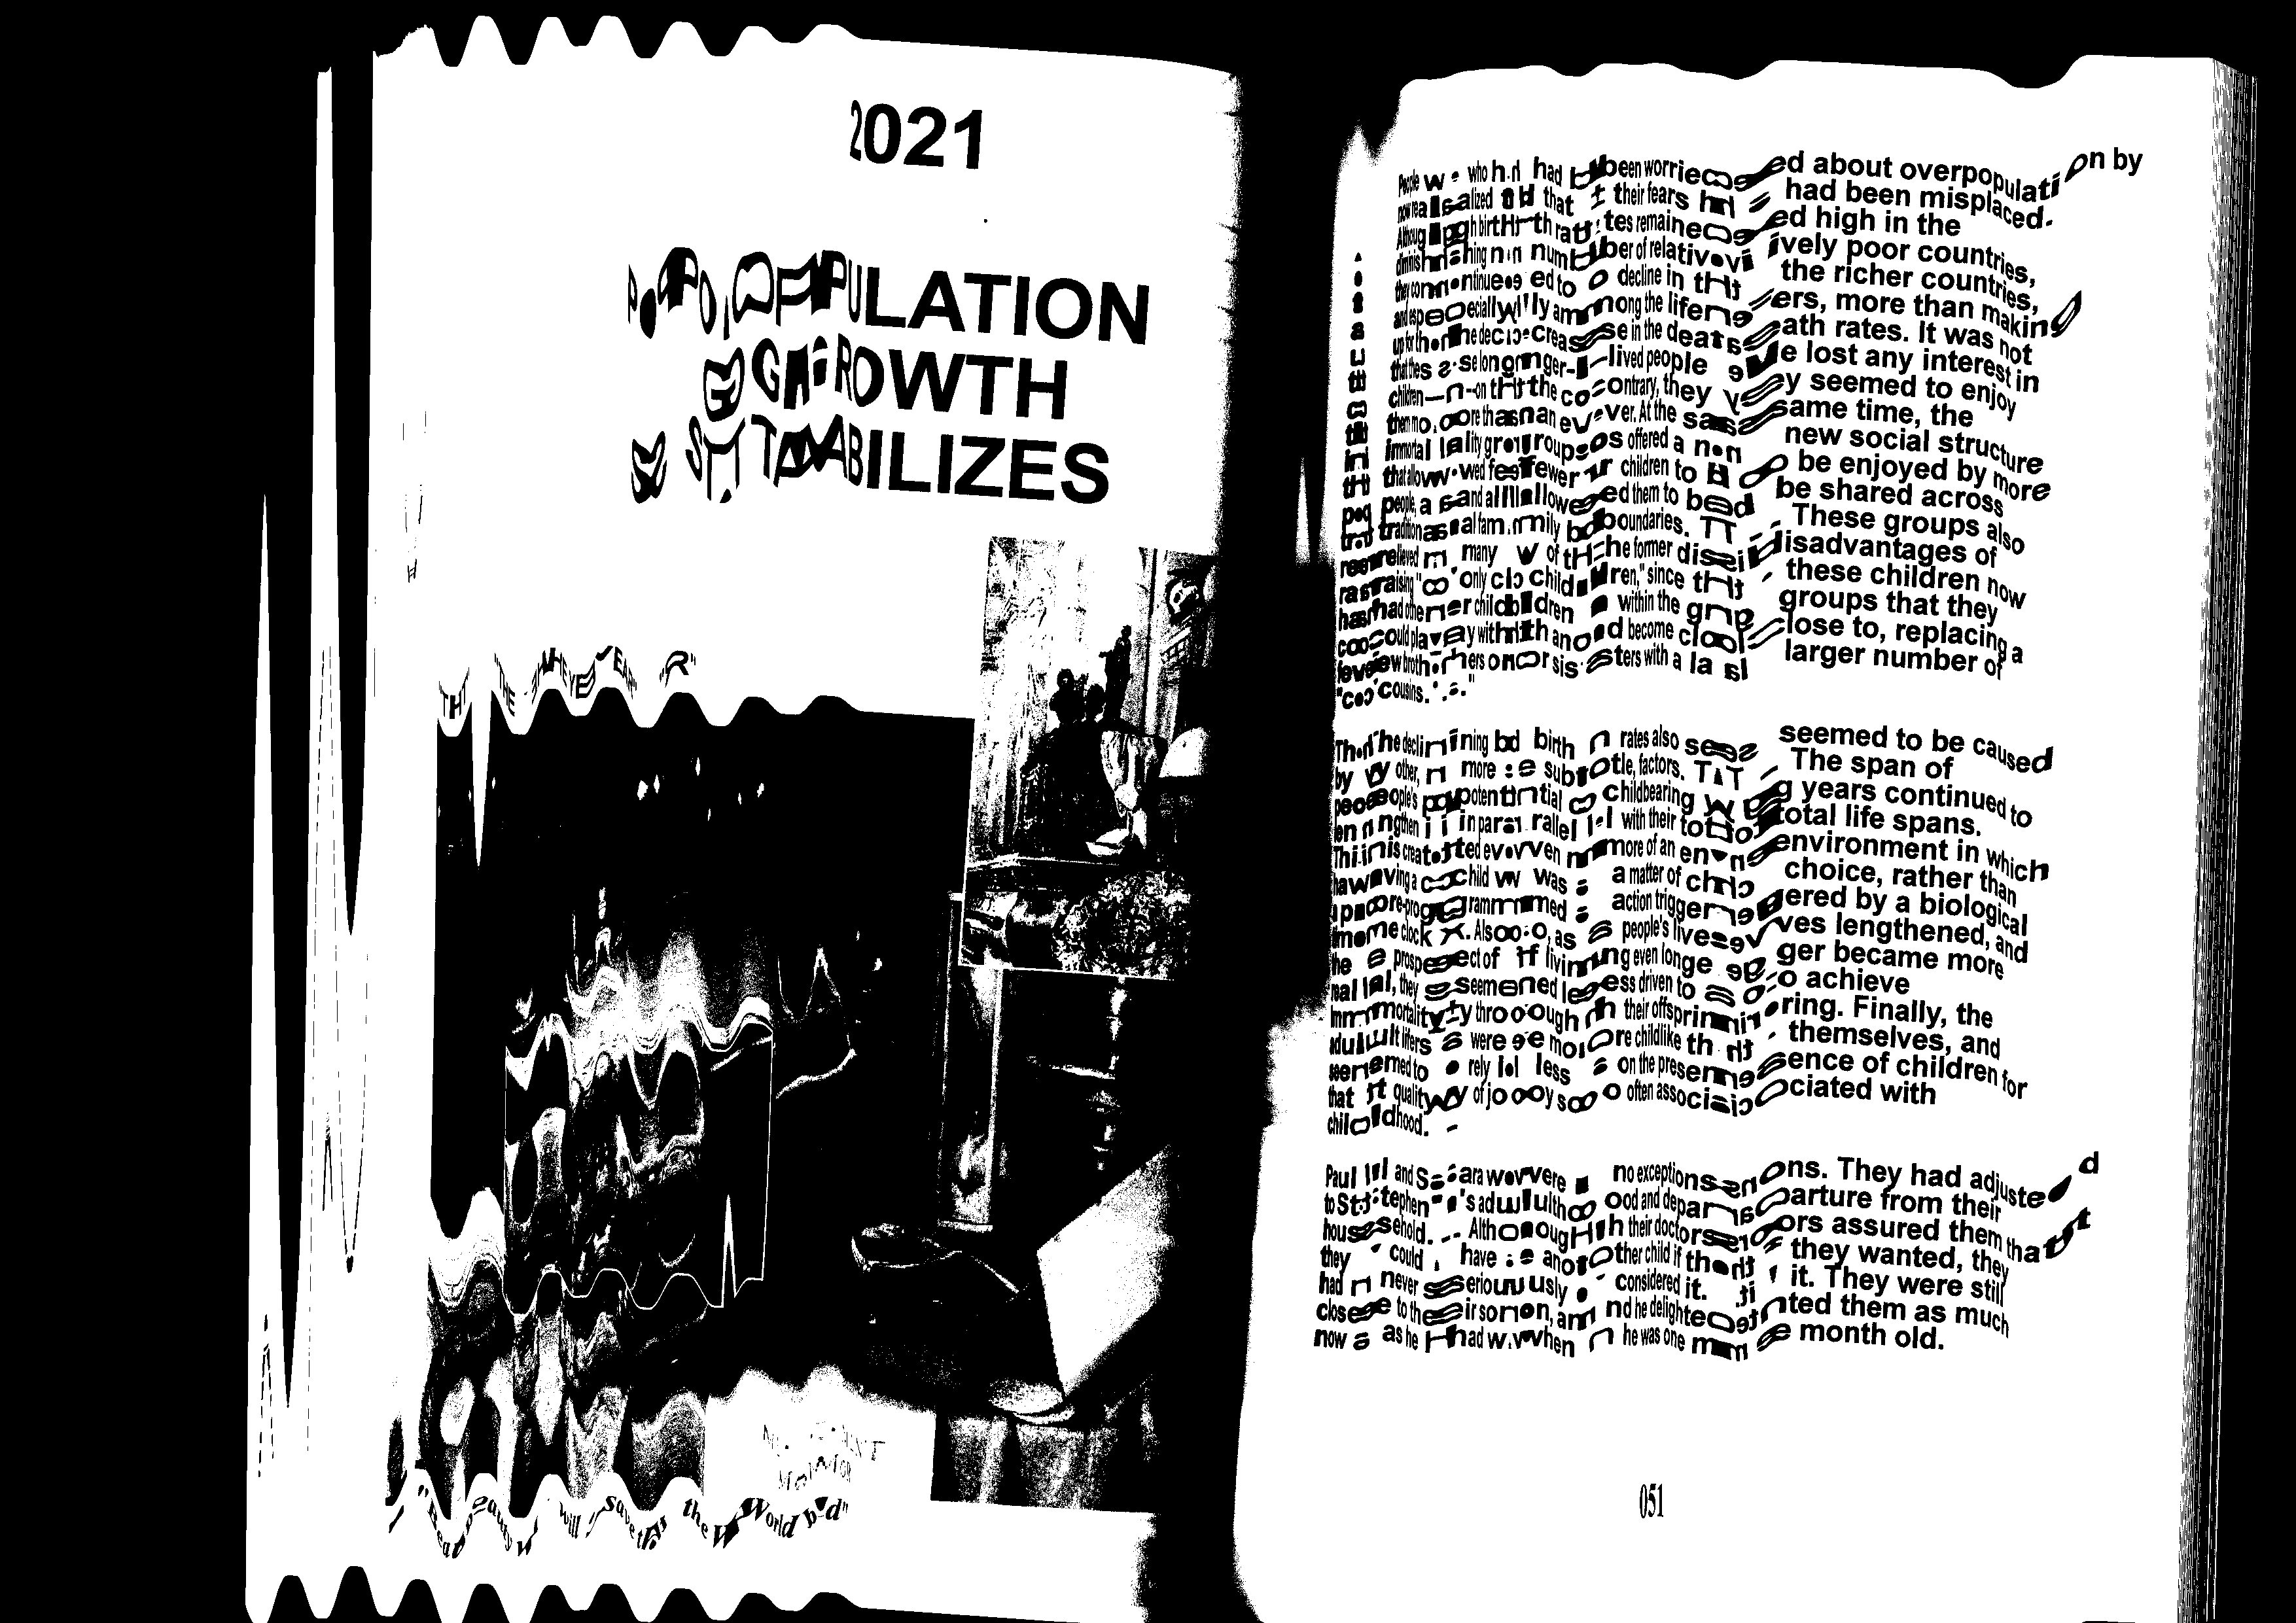 2021
POPULATION
GROWTH
STABILIZES
"THE YEAR"
"Beauty will save the World"
People who had been worried about overpopulation by
now realized that their fears had been misplaced.
Although birth rates remained high in the
diminishing number of relatively poor countries,
they continued to decline in the richer countries,
and especially among the lifers, more than making
up for the decrease in the death rates. It was not
that these longer-lived people lost any interest in
children—on the contrary, they seemed to enjoy
them more than ever. At the same time, the
immortality groups offered a new social structure
that allowed fewer children to be enjoyed by more
people, and allowed them to be shared across
traditional family boundaries. These groups also
relieved many of the former disadvantages of
raising "only children," since these children now
had other children within the groups that they
could play with and become close to, replacing a
few brothers or sisters with a larger number of
"cousins."
The declining birth rates also seemed to be caused
by other, more subtle, factors. The span of
people's potential childbearing years continued to
lengthen in parallel with their total life spans.
This created even more of an environment in which
having a child was a matter of choice, rather than
a pre-programmed action triggered by a biological
time clock. Also, as people's lives lengthened, and
the prospect of living even longer became more
real, they seemed less driven to achieve
immortality through their offspring. Finally, the
adult lifers were more childlike themselves, and
seemed to rely less on the presence of children for
that quality of joy so often associated with
childhood.
Paul and Sara were no exceptions. They had adjusted
to Stephen's adulthood and departure from their
household. Although their doctors assured them that
they could have another child if they wanted, they
had never seriously considered it. They were still
close to their son, and he delighted them as much
now as he had when he was one month old.
051